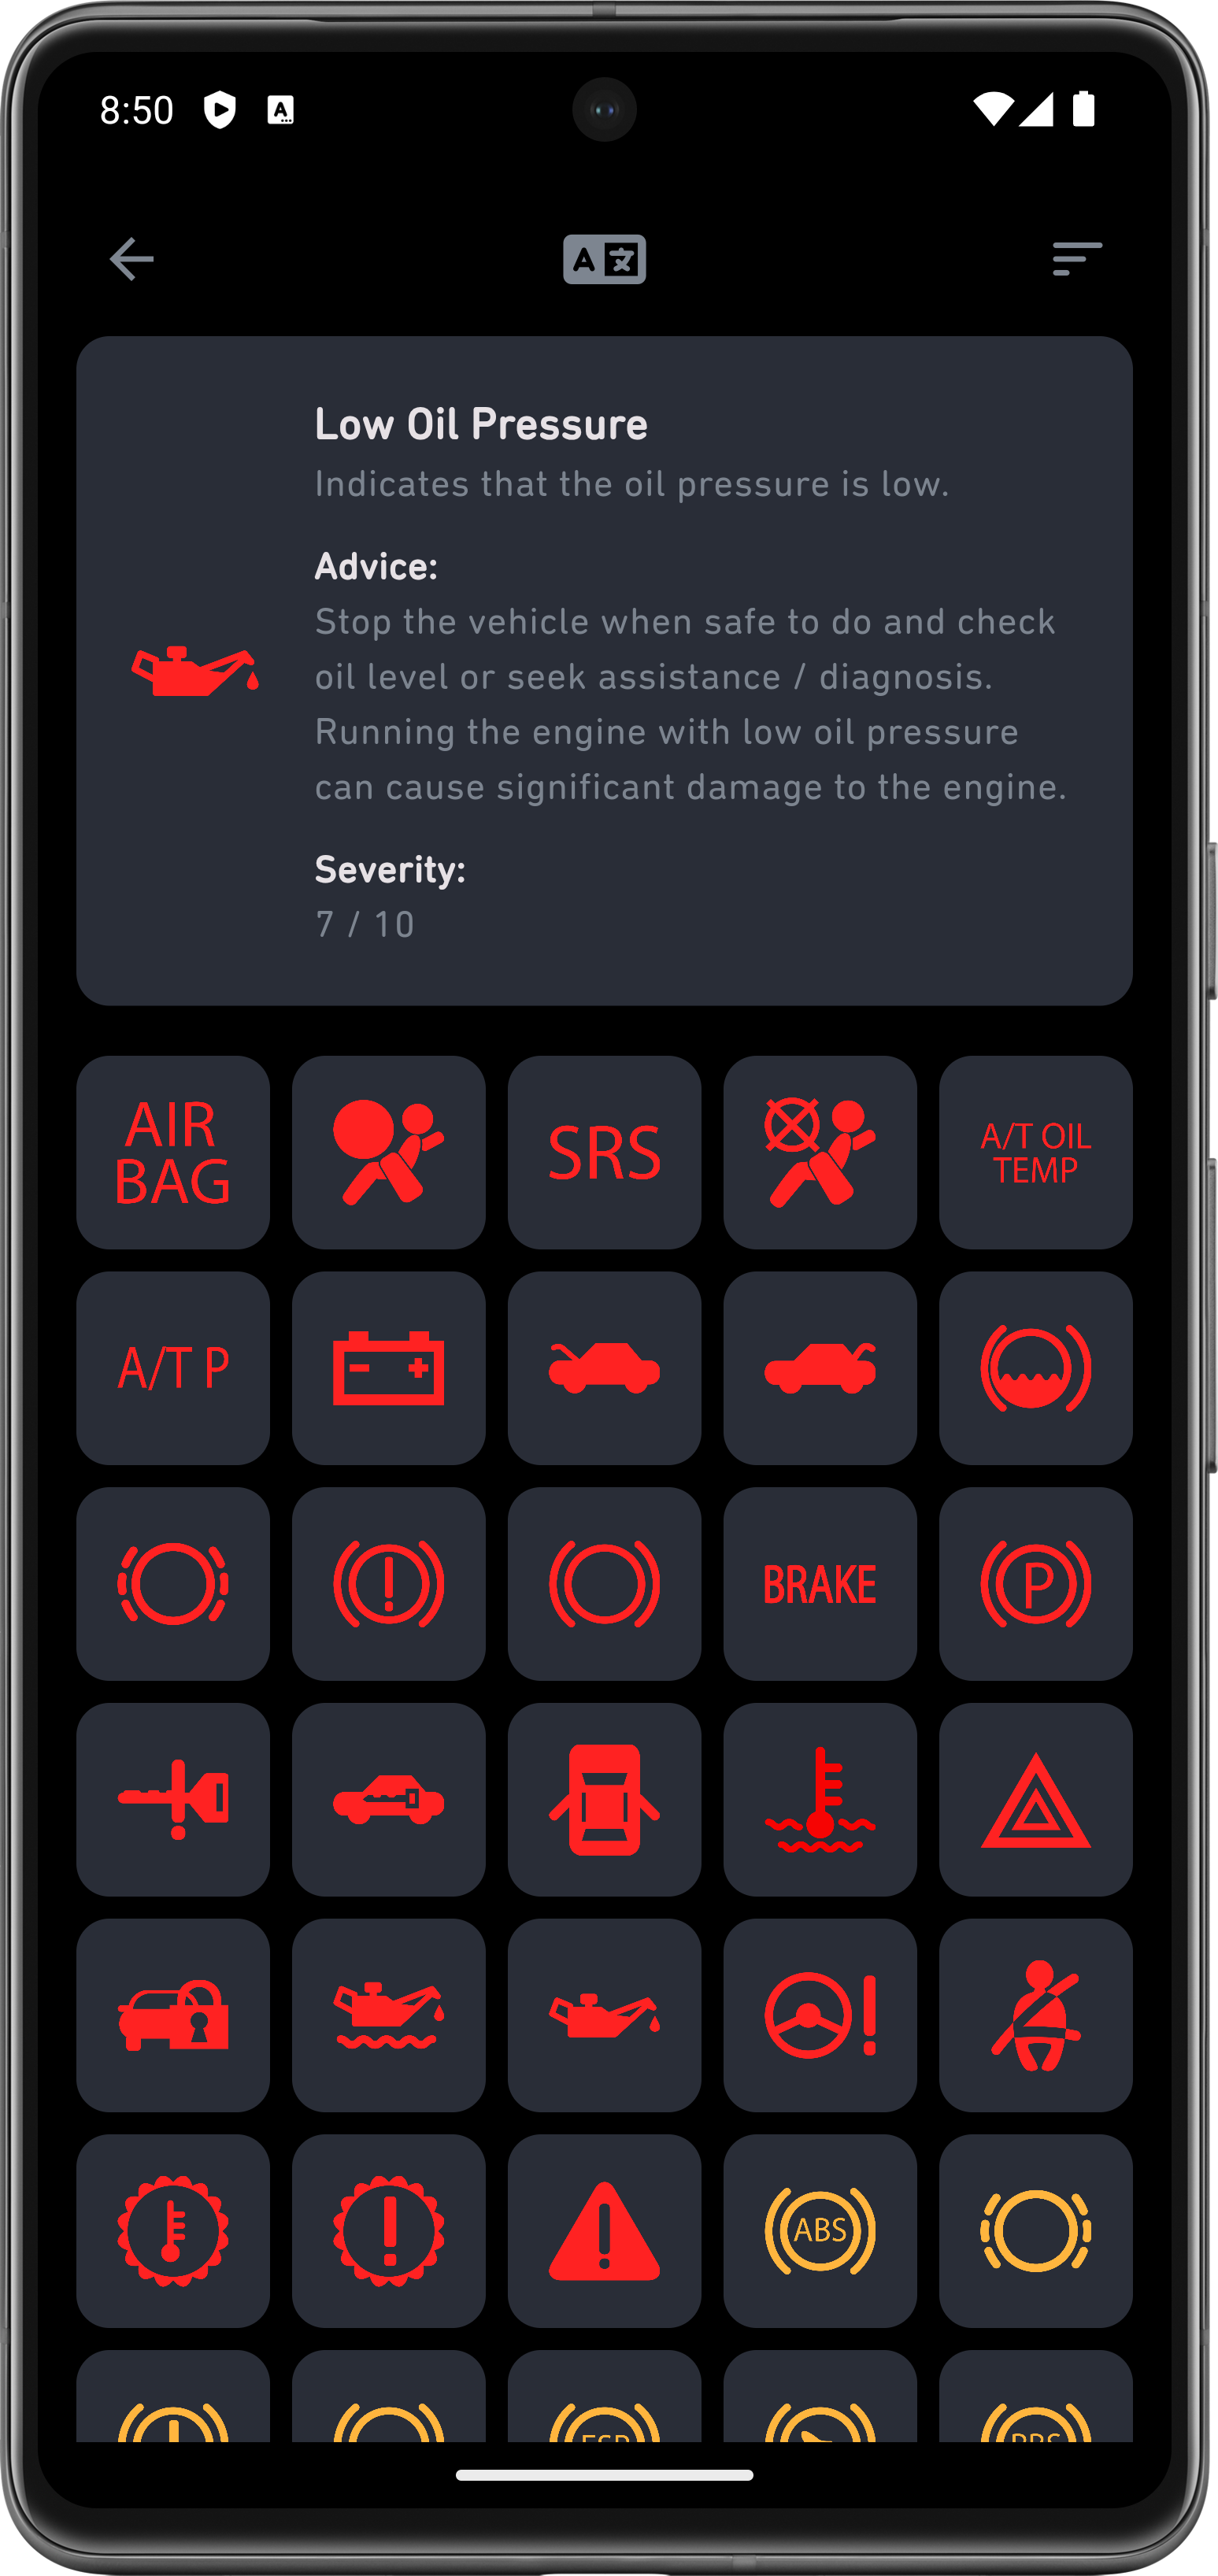 8:50
A
A 文
Low Oil Pressure
Indicates that the oil pressure is low.
Advice:
Stop the vehicle when safe to do and check
oil level or seek assistance / diagnosis.
Running the engine with low oil pressure
can cause significant damage to the engine.
Severity:
7 / 10
AIR
BAG
SRS
A/T OIL
TEMP
A/T P
BRAKE
P
ABS